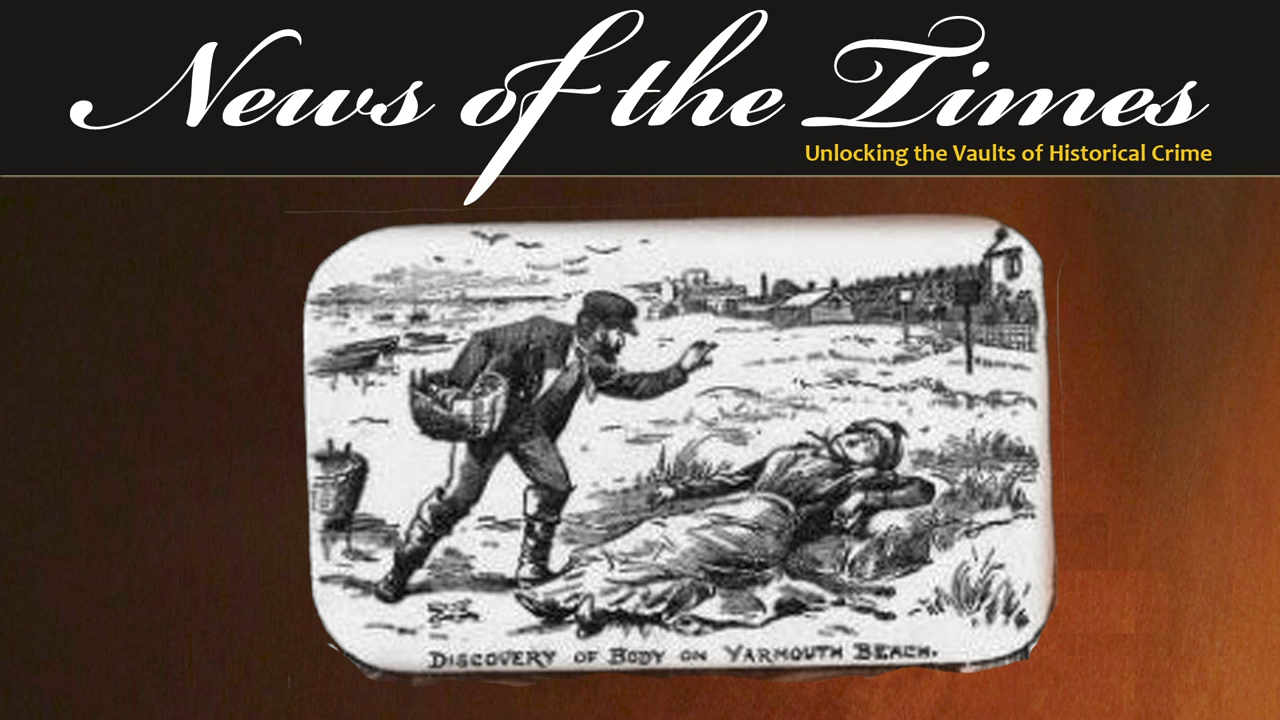 News of the Times
Unlocking the Vaults of Historical Crime
DISCOVERY OF BODY ON YARMOUTH BEACH.